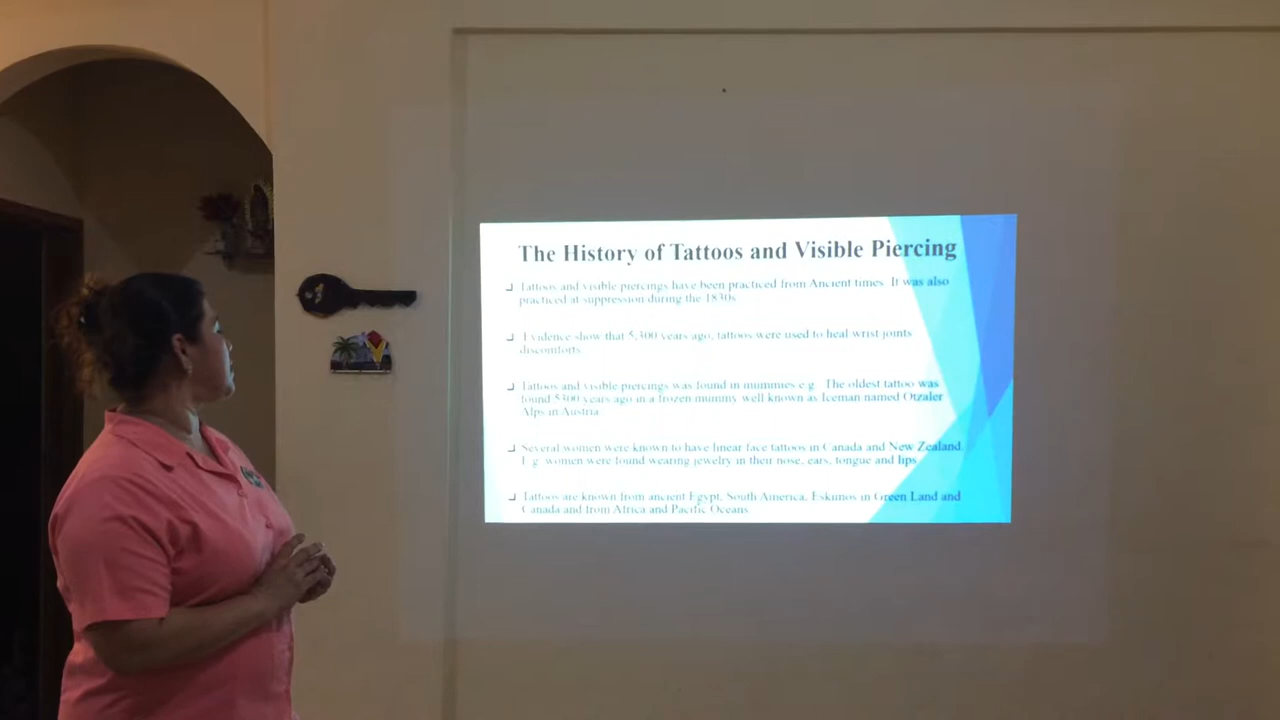 The History of Tattoos and Visible Piercing
Tattoos and visible piercings have been practiced from Ancient times. It was also
practiced at suppression during the 1830s
Evidence show that 5,300 years ago, tattoos were used to heal wrist joints
discomforts.
Tattoos and visible piercings was found in mummies e.g. The oldest tattoo was
found 5300 years ago in a frozen mummy well known as Iceman named Otzaler
Alps in Austria.
Several women were known to have linear face tattoos in Canada and New Zealand.
E.g. women were found wearing jewelry in their nose, ears, tongue and lips
Tattoos are known from ancient Egypt, South America, Eskimos in Green Land and
Canada and from Africa and Pacific Oceans.